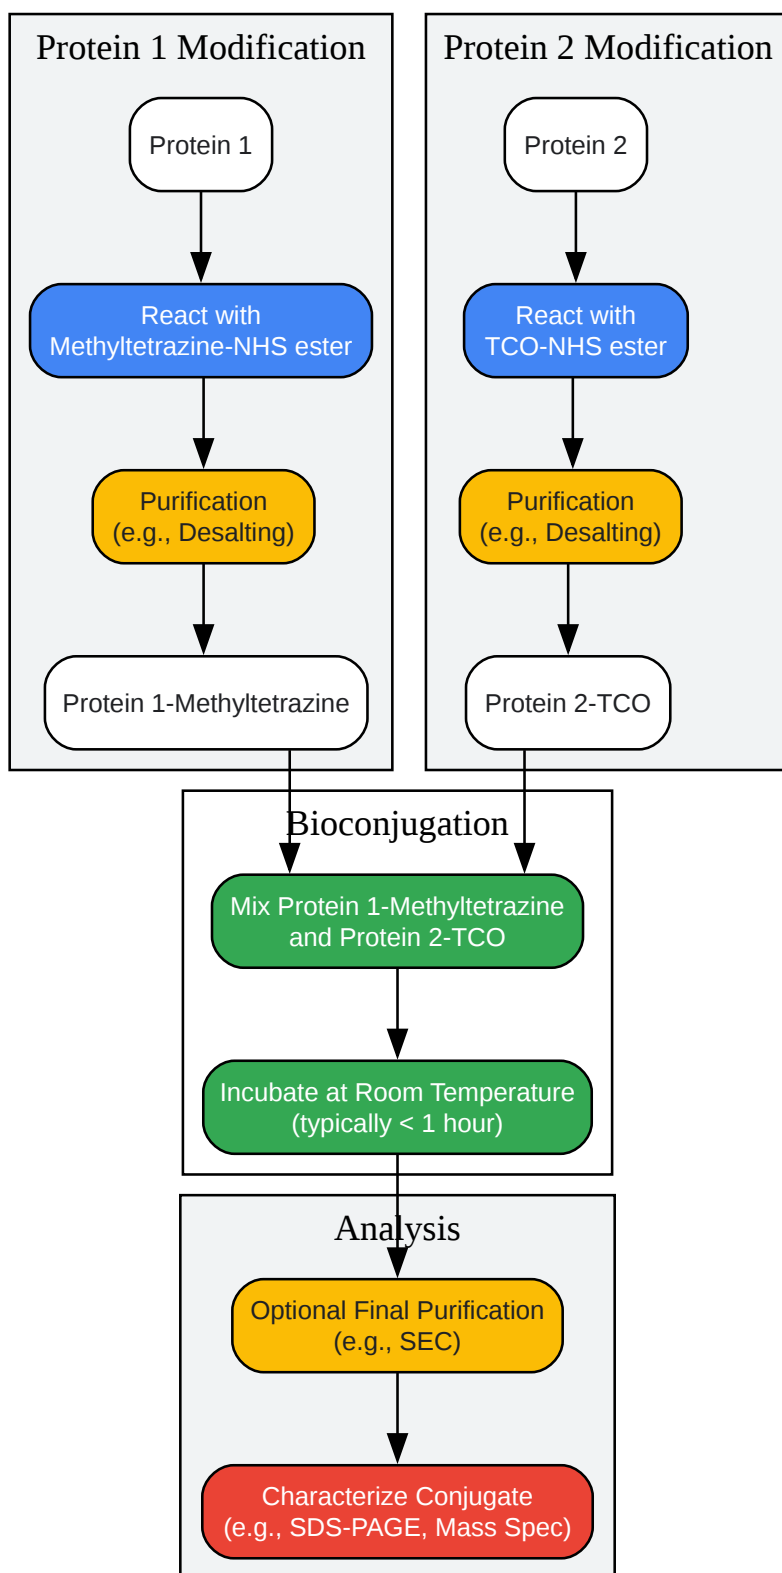 Protein 1 Modification
Protein 1
React with
Methyltetrazine-NHS ester
Purification
(e.g., Desalting)
Protein 1-Methyltetrazine
Protein 2 Modification
Protein 2
React with
TCO-NHS ester
Purification
(e.g., Desalting)
Protein 2-TCO
Bioconjugation
Mix Protein 1-Methyltetrazine
and Protein 2-TCO
Incubate at Room Temperature
(typically < 1 hour)
Analysis
Optional Final Purification
(e.g., SEC)
Characterize Conjugate
(e.g., SDS-PAGE, Mass Spec)